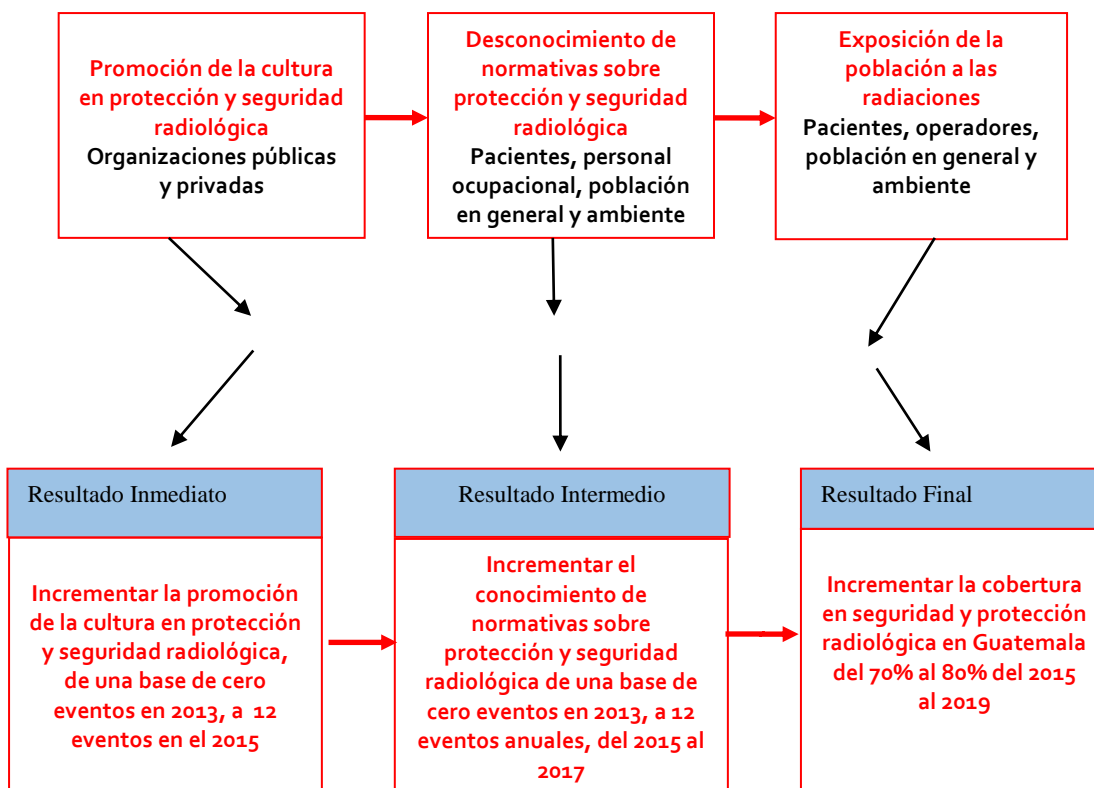 Promoción de la cultura
en protección y seguridad
radiológica
Organizaciones públicas
y privadas
Desconocimiento de
normativas sobre
protección y seguridad
radiológica
Pacientes, personal
ocupacional, población
en general y ambiente
Exposición de la
población a las
radiaciones
Pacientes, operadores,
población en general y
ambiente
Resultado Inmediato
Incrementar la promoción
de la cultura en protección
y seguridad radiológica,
de una base de cero
eventos en 2013, a 12
eventos en el 2015
Resultado Intermedio
Incrementar el
conocimiento de
normativas sobre
protección y seguridad
radiológica de una base de
cero eventos en 2013, a 12
eventos anuales, del 2015 al
2017
Resultado Final
Incrementar la cobertura
en seguridad y protección
radiológica en Guatemala
del 70% al 80% del 2015
al 2019